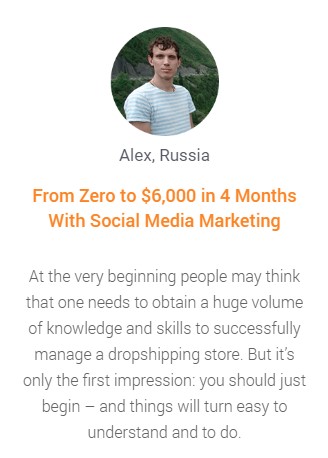 Alex, Russia
From Zero to $6,000 in 4 Months
With Social Media Marketing
At the very beginning people may think
that one needs to obtain a huge volume
of knowledge and skills to successfully
manage a dropshipping store. But it's
only the first impression: you should just
begin – and things will turn easy to
understand and to do.